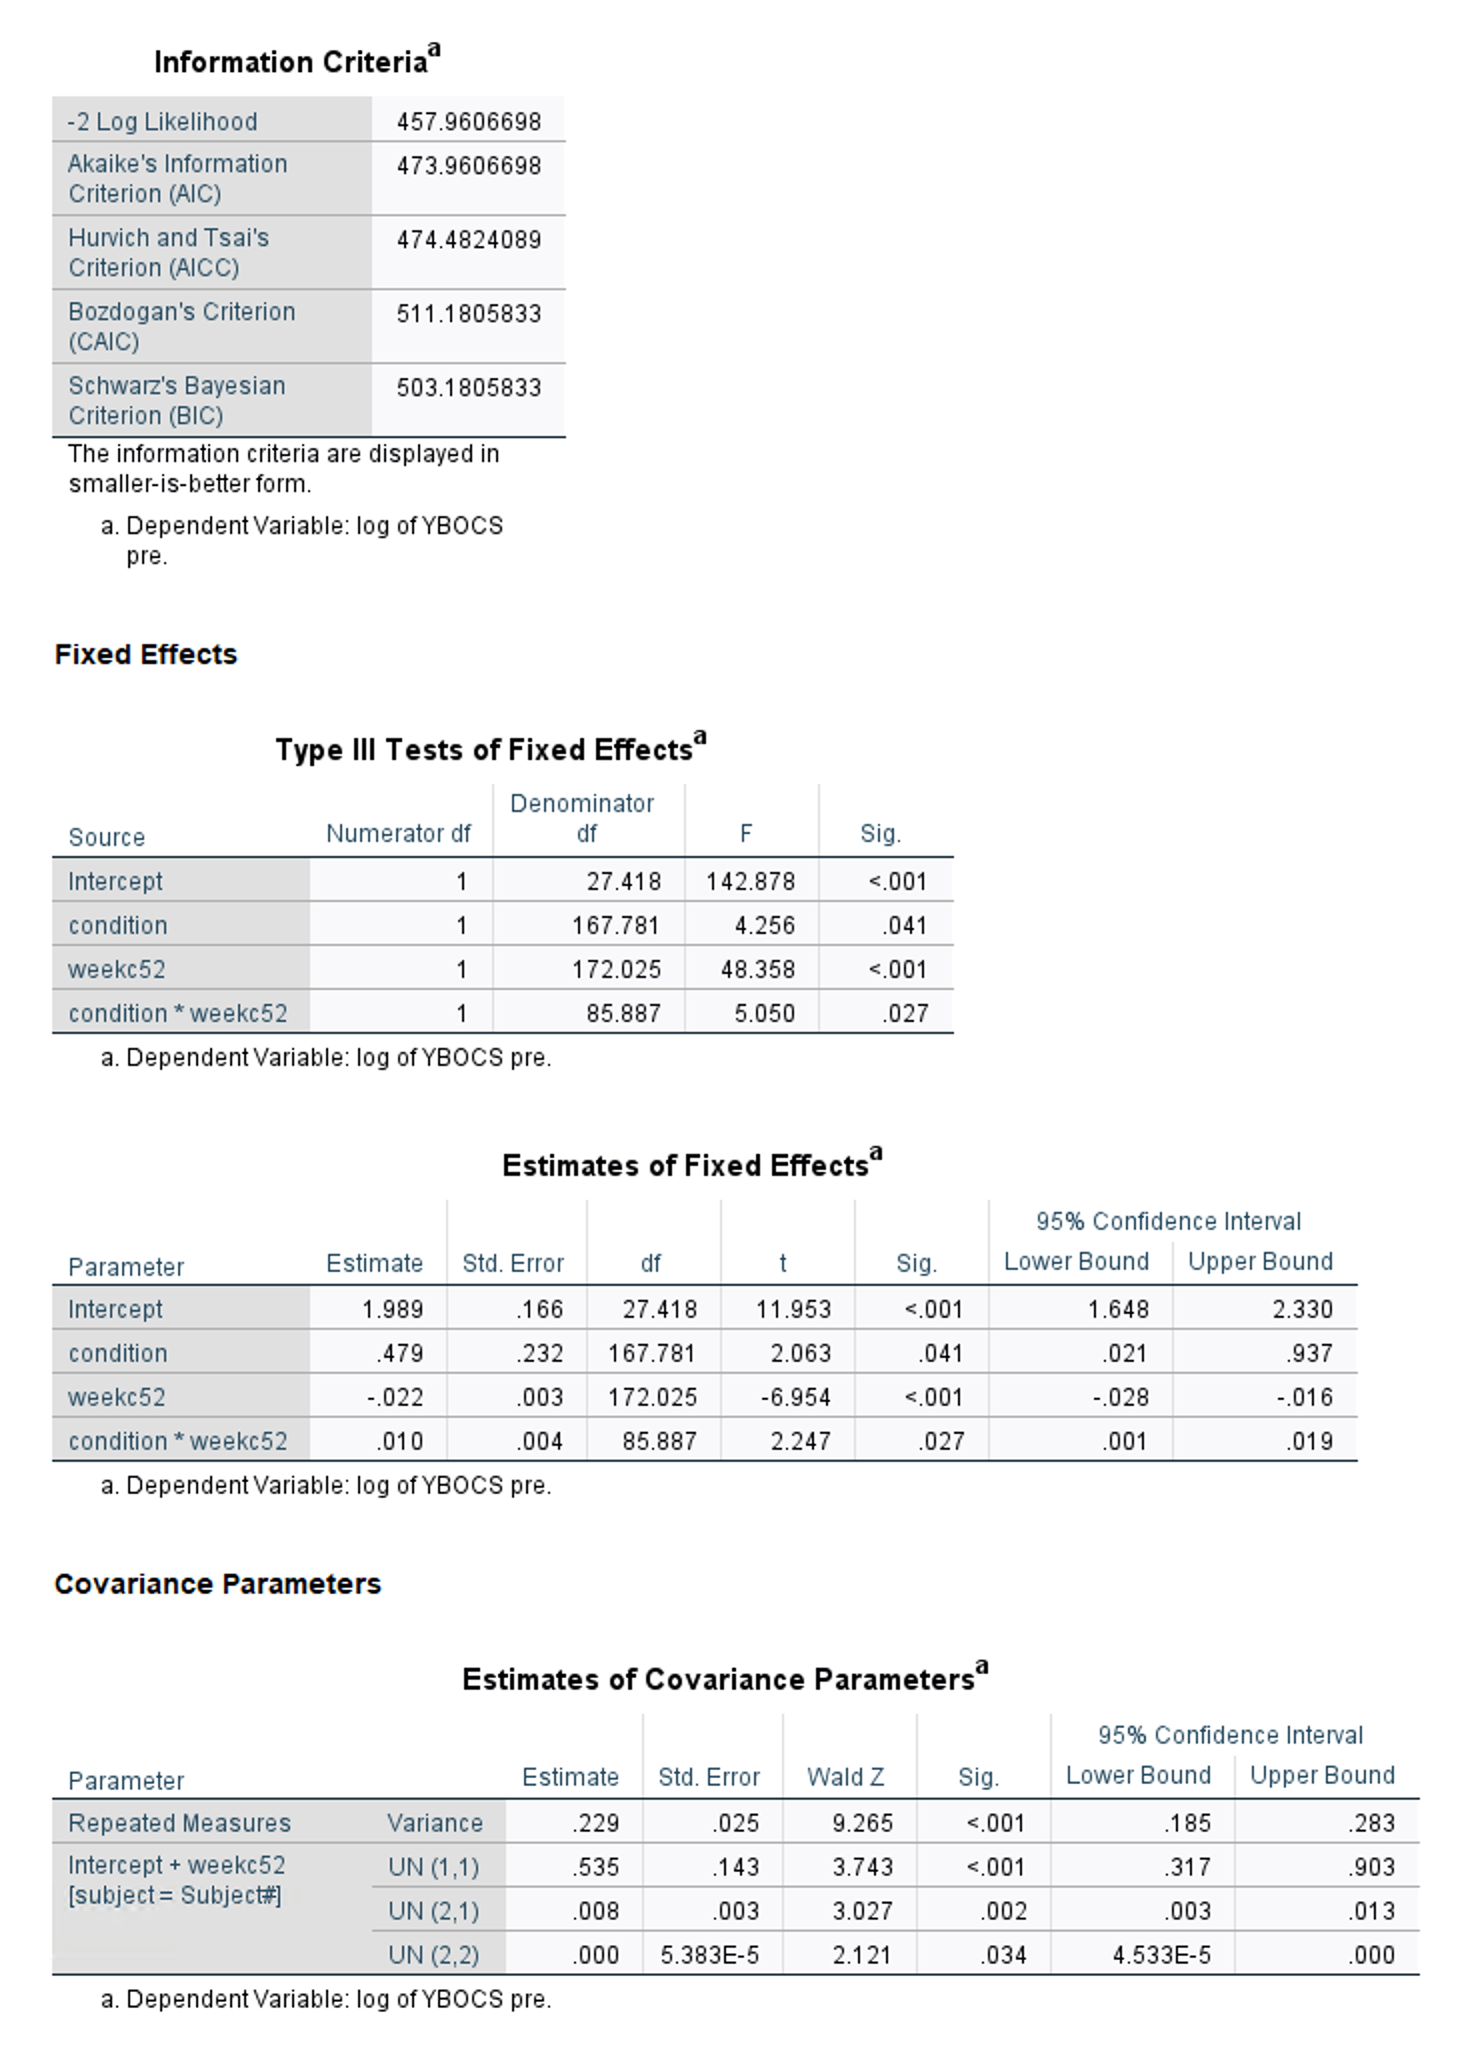 Information Criteriaa
-2 Log Likelihood 457.9606698
Akaike's Information
Criterion (AIC) 473.9606698
Hurvich and Tsai's
Criterion (AICC) 474.4824089
Bozdogan's Criterion
(CAIC) 511.1805833
Schwarz's Bayesian
Criterion (BIC) 503.1805833
The information criteria are displayed in
smaller-is-better form.
a. Dependent Variable: log of YBOCS
pre.
Fixed Effects
Type III Tests of Fixed Effectsa
Source Numerator df Denominator df F Sig.
Intercept 1 27.418 142.878 <.001
condition 1 167.781 4.256 .041
weekc52 1 172.025 48.358 <.001
condition * weekc52 1 85.887 5.050 .027
a. Dependent Variable: log of YBOCS pre.
Estimates of Fixed Effectsa
95% Confidence Interval
Parameter Estimate Std. Error df t Sig. Lower Bound Upper Bound
Intercept 1.989 .166 27.418 11.953 <.001 1.648 2.330
condition .479 .232 167.781 2.063 .041 .021 .937
weekc52 -.022 .003 172.025 -6.954 <.001 -.028 -.016
condition * weekc52 .010 .004 85.887 2.247 .027 .001 .019
a. Dependent Variable: log of YBOCS pre.
Covariance Parameters
Estimates of Covariance Parametersa
95% Confidence Interval
Parameter Estimate Std. Error Wald Z Sig. Lower Bound Upper Bound
Repeated Measures Variance .229 .025 9.265 <.001 .185 .283
Intercept + weekc52 UN (1,1) .535 .143 3.743 <.001 .317 .903
[subject = Subject#] UN (2,1) .008 .003 3.027 .002 .003 .013
UN (2,2) .000 5.383E-5 2.121 .034 4.533E-5 .000
a. Dependent Variable: log of YBOCS pre.